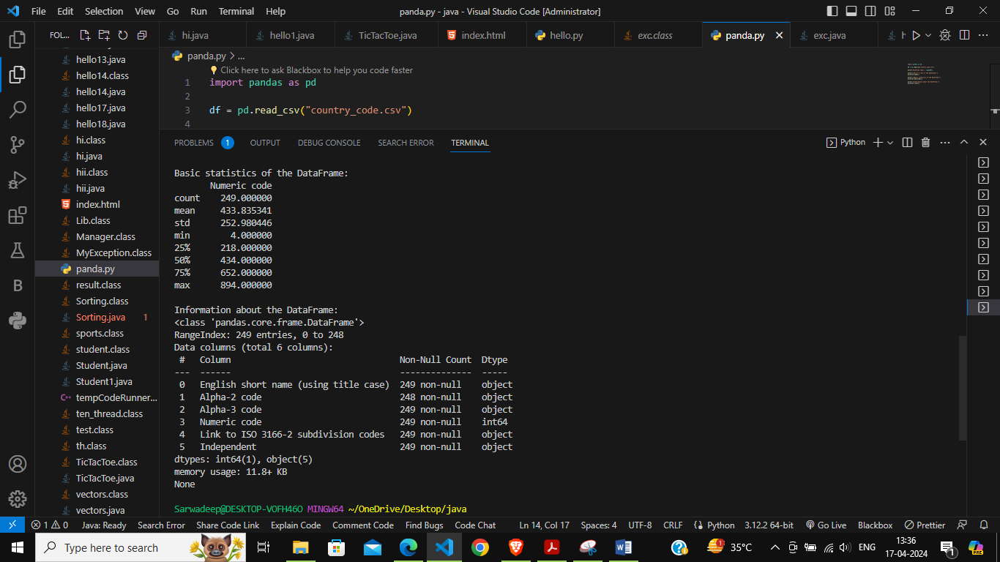 File Edit Selection View Go Run Terminal Help
panda.py - java - Visual Studio Code [Administrator]
FOL...
hi.java hello1.java TicTacToe.java index.html hello.py exc.class panda.py exc.java
panda.py > ...
hello13.java
hello14.class
hello14.java
hello17.java
hello18.java
hi.class
hi.java
hii.class
hii.java
index.html
Lib.class
Manager.class
MyException.class
panda.py
result.class
Sorting.class
Sorting.java 1
sports.class
student.class
Student.java
Student1.java
tempCodeRunner...
ten_thread.class
test.class
th.class
TicTacToe.class
TicTacToe.java
vectors.class
vectors.java
Click here to ask Blackbox to help you code faster
1 import pandas as pd
2
3 df = pd.read_csv("country_code.csv")
4
PROBLEMS 1 OUTPUT DEBUG CONSOLE SEARCH ERROR TERMINAL
Python
Basic statistics of the DataFrame:
Numeric code
count 249.000000
mean 433.835341
std 252.980446
min 4.000000
25% 218.000000
50% 434.000000
75% 652.000000
max 894.000000
Information about the DataFrame:
<class 'pandas.core.frame.DataFrame'>
RangeIndex: 249 entries, 0 to 248
Data columns (total 6 columns):
# Column Non-Null Count Dtype
--- ------ -------------- -----
0 English short name (using title case) 249 non-null object
1 Alpha-2 code 248 non-null object
2 Alpha-3 code 249 non-null object
3 Numeric code 249 non-null int64
4 Link to ISO 3166-2 subdivision codes 249 non-null object
5 Independent 249 non-null object
dtypes: int64(1), object(5)
memory usage: 11.8+ KB
None
Sarwadeep@DESKTOP-VOFH46O MINGW64 ~/OneDrive/Desktop/java
1 0 Java: Ready Search Error Share Code Link Explain Code Comment Code Find Bugs Code Chat Ln 14, Col 17 Spaces: 4 UTF-8 CRLF Python 3.12.2 64-bit Go Live Blackbox Prettier
Type here to search
35°C
ENG
13:36
17-04-2024